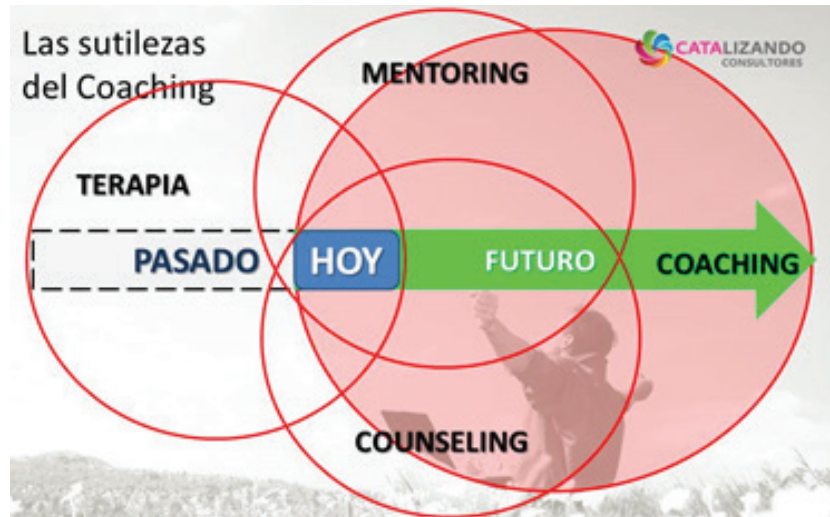 Las sutilezas
del Coaching
CATALIZANDO
CONSULTORES
MENTORING
TERAPIA
PASADO
HOY
FUTURO
COACHING
COUNSELING